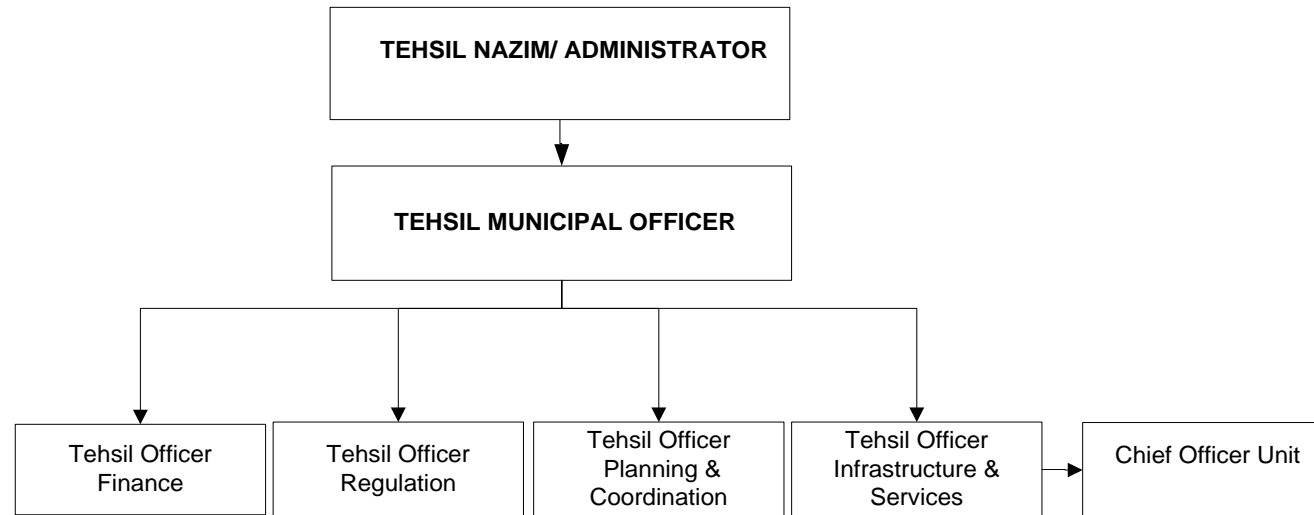 TEHSIL NAZIM/ ADMINISTRATOR
TEHSIL MUNICIPAL OFFICER
Tehsil Officer
Finance
Tehsil Officer
Regulation
Tehsil Officer
Planning &
Coordination
Tehsil Officer
Infrastructure &
Services
Chief Officer Unit